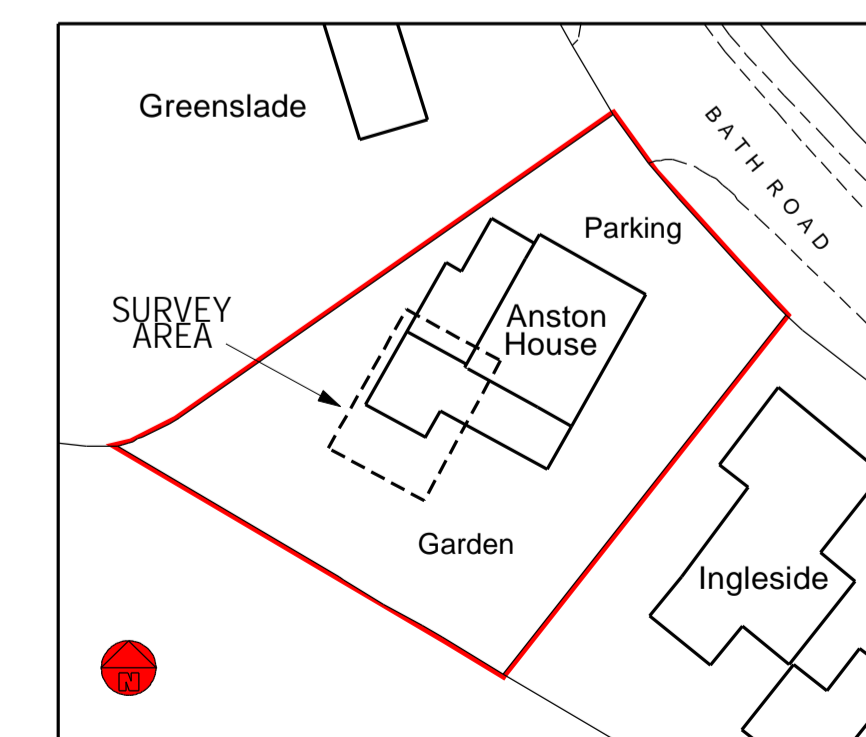 Greenslade
BATH ROAD
Parking
SURVEY
AREA
Anston
House
Garden
Ingleside
N